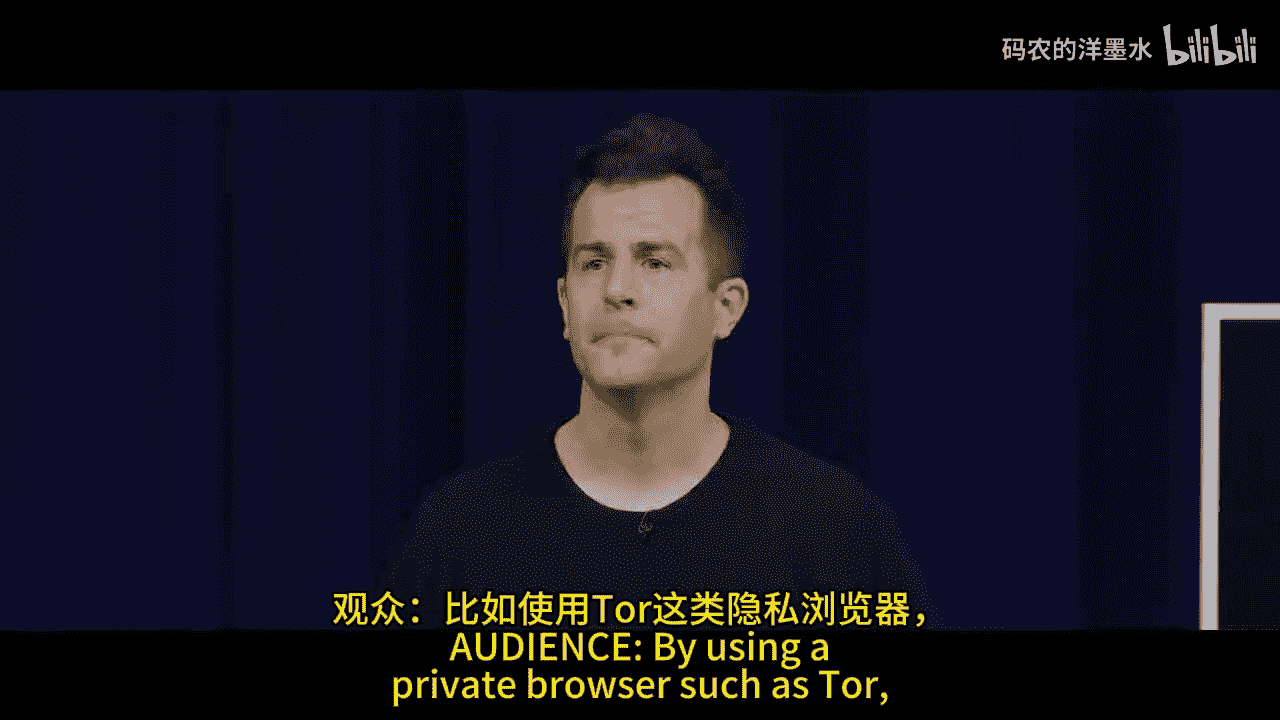 码农的洋墨水 bilibili
观众：比如使用Tor这类隐私浏览器，
AUDIENCE: By using a
private browser such as Tor,